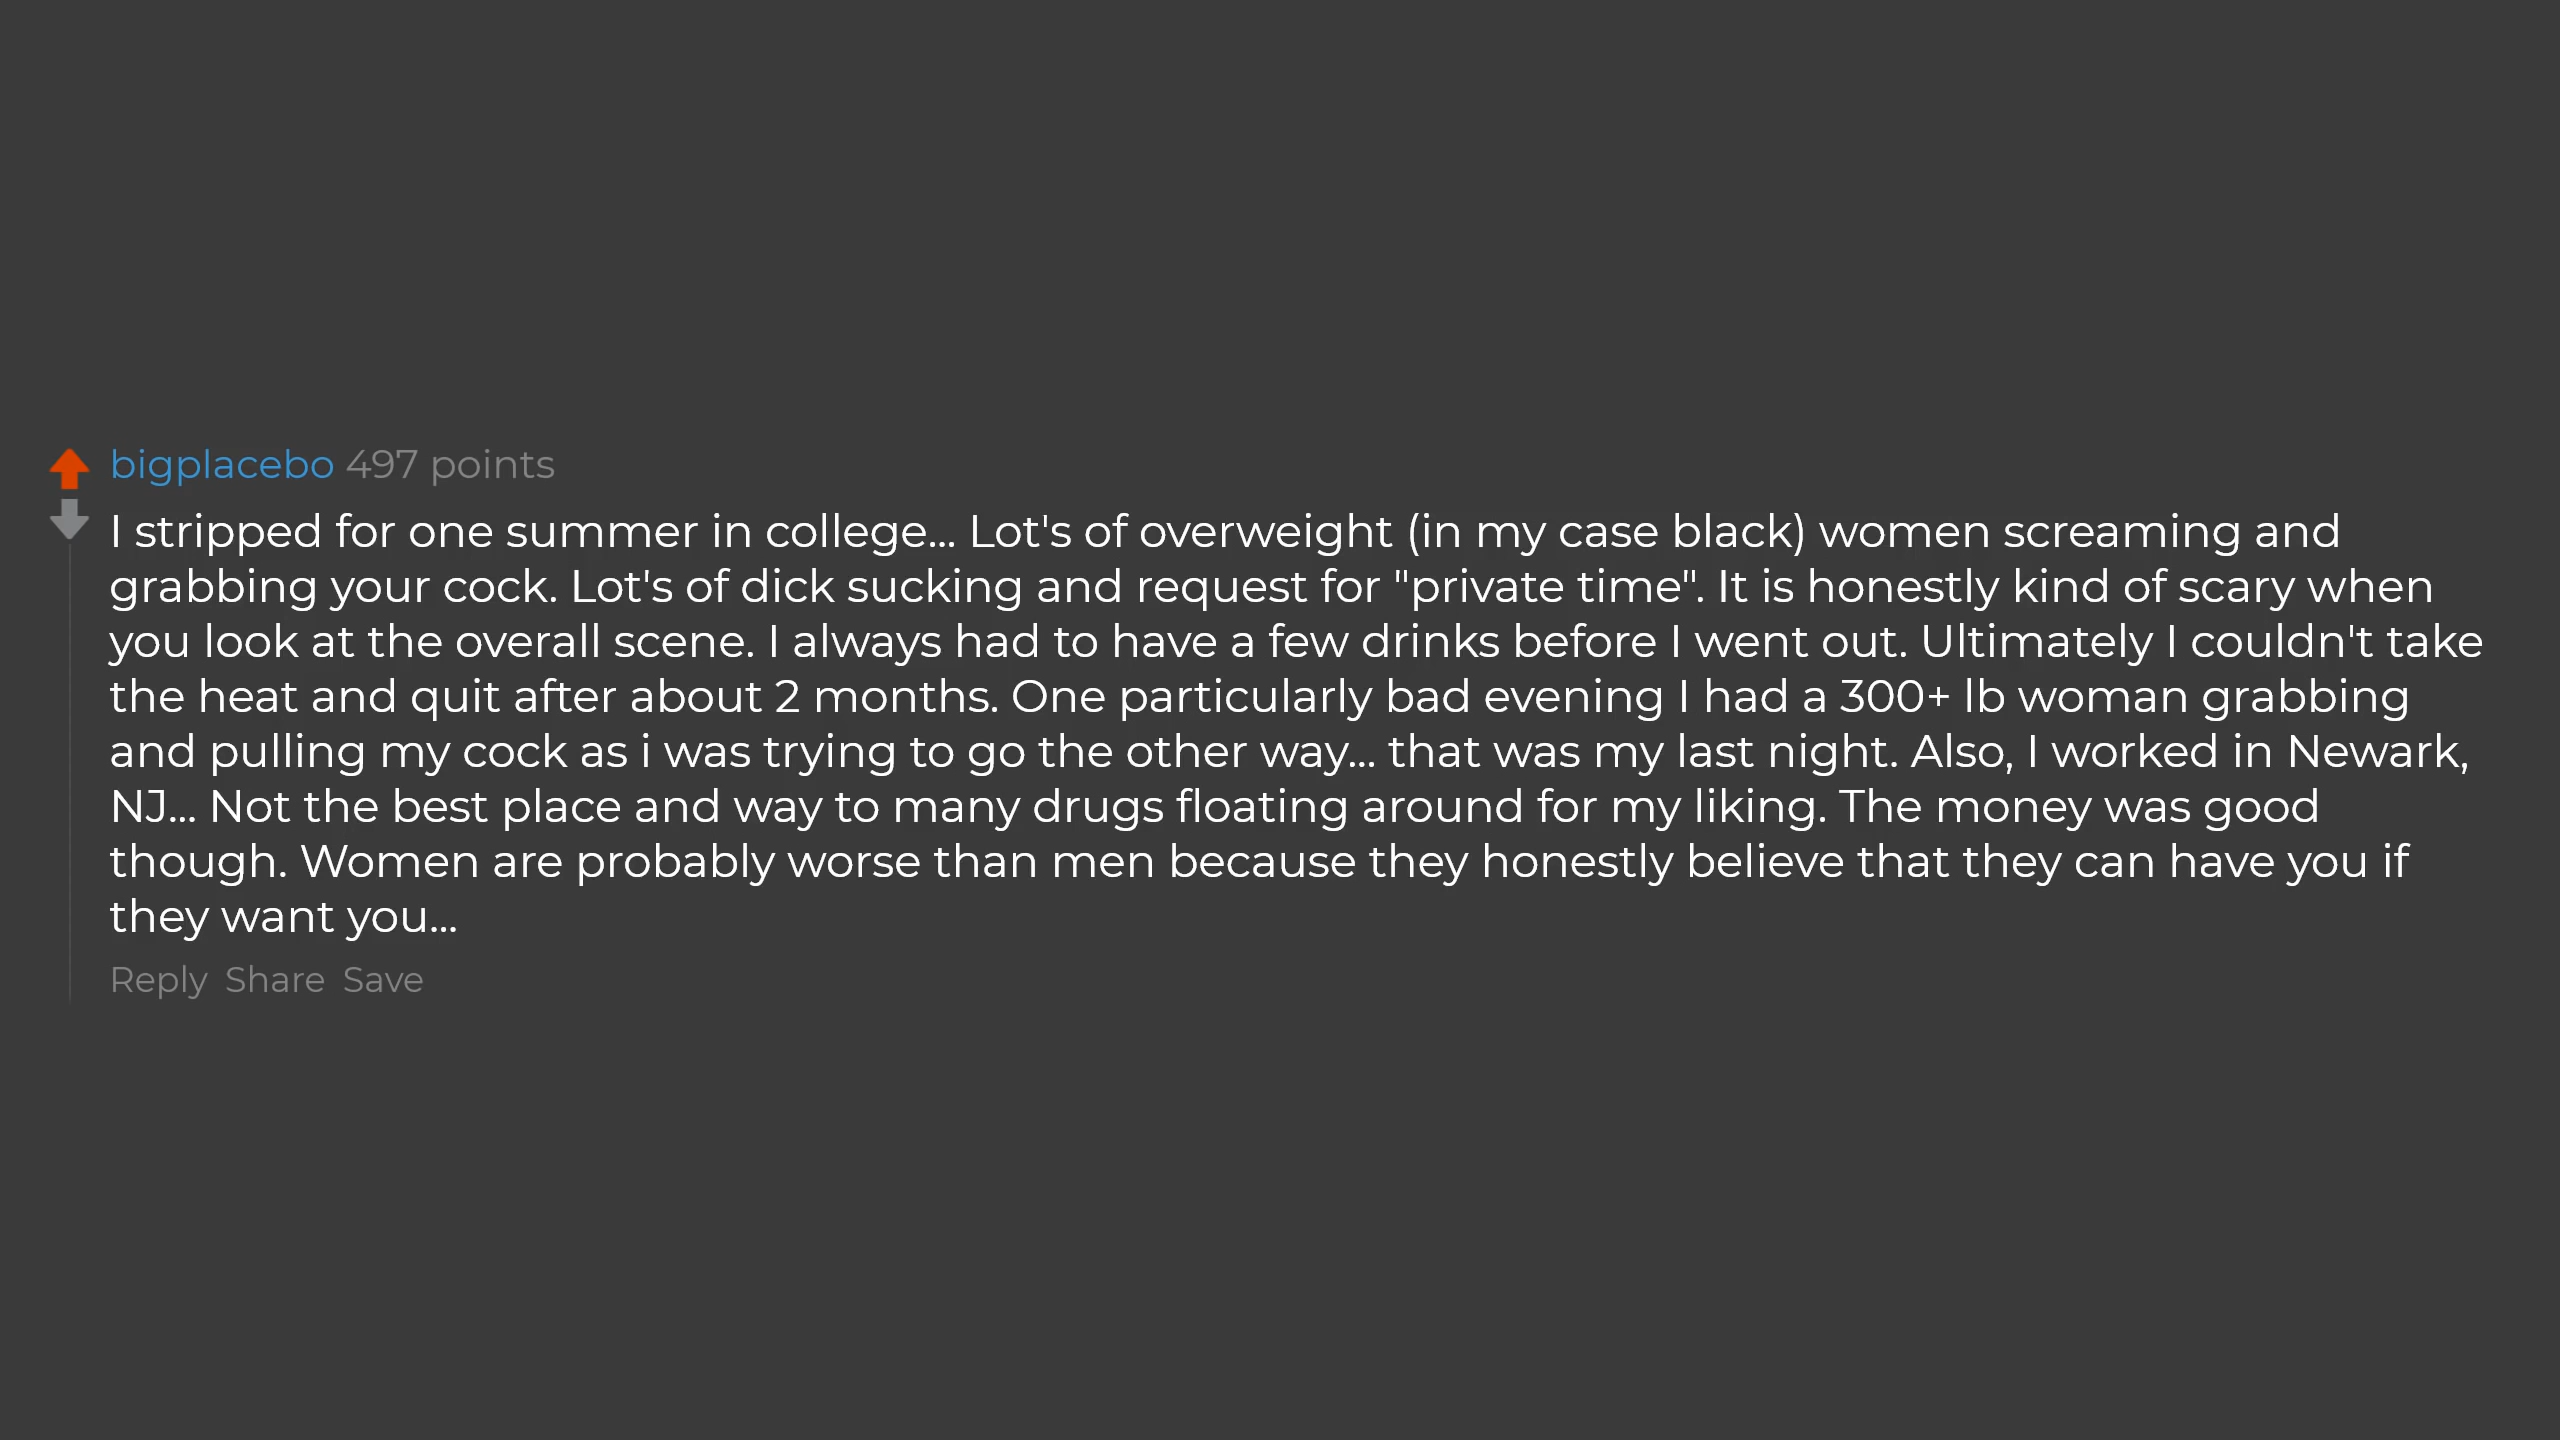 bigplacebo 497 points
I stripped for one summer in college... Lot's of overweight (in my case black) women screaming and
grabbing your cock. Lot's of dick sucking and request for "private time". It is honestly kind of scary when
you look at the overall scene. I always had to have a few drinks before I went out. Ultimately I couldn't take
the heat and quit after about 2 months. One particularly bad evening I had a 300+ lb woman grabbing
and pulling my cock as i was trying to go the other way... that was my last night. Also, I worked in Newark,
NJ... Not the best place and way to many drugs floating around for my liking. The money was good
though. Women are probably worse than men because they honestly believe that they can have you if
they want you...
Reply Share Save